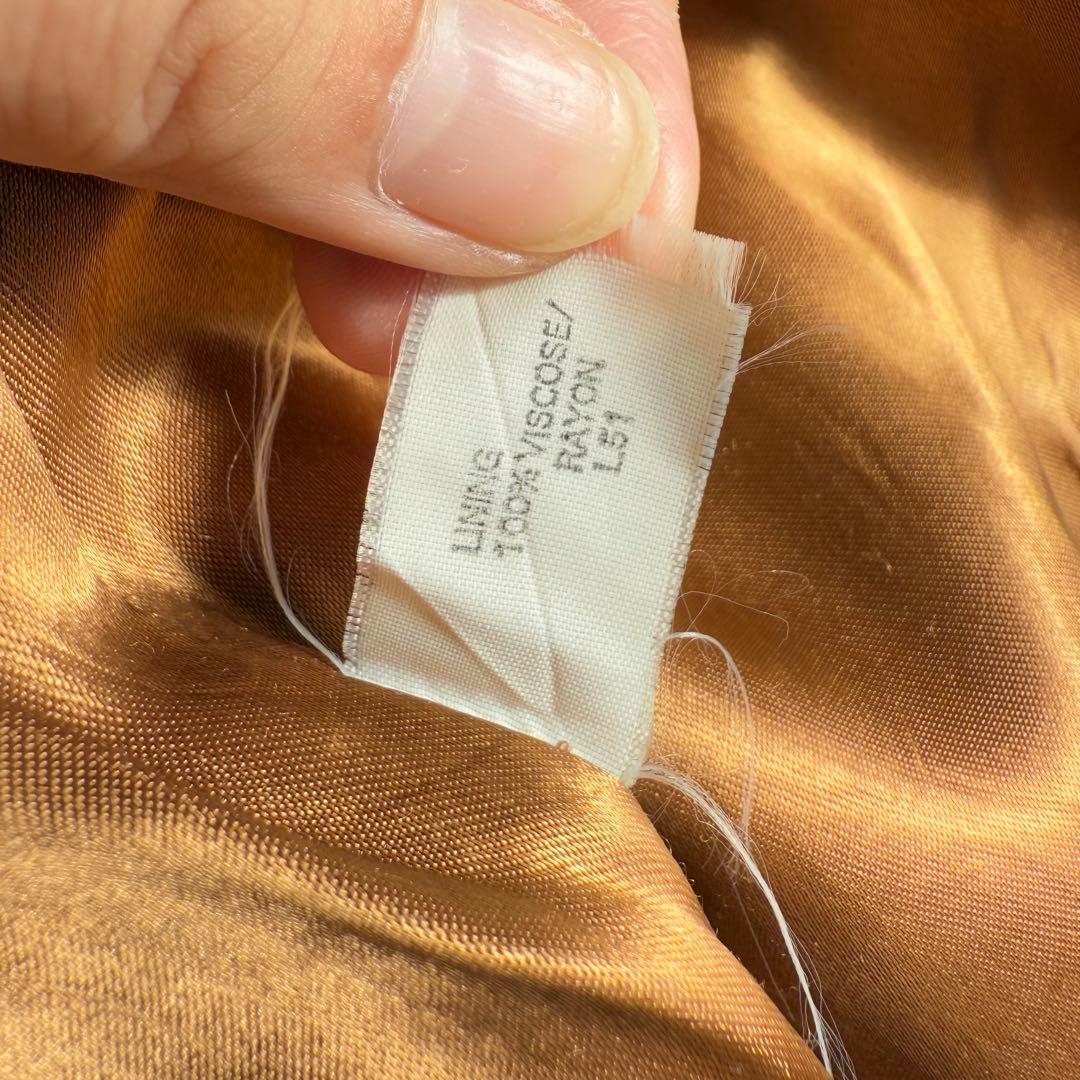 LINING
100% VISCOSE/
RAYON
L51